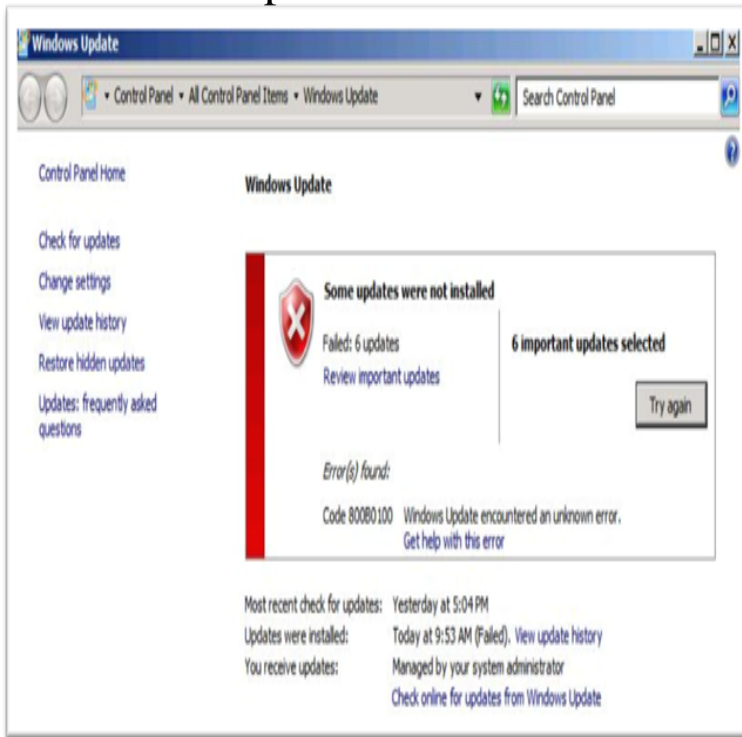 Windows Update
Control Panel • All Control Panel Items • Windows Update
Search Control Panel
Control Panel Home
Check for updates
Change settings
View update history
Restore hidden updates
Updates: frequently asked
questions
Windows Update
Some updates were not installed
Failed: 6 updates
Review important updates
6 important updates selected
Try again
Error(s) found:
Code 800B0100 Windows Update encountered an unknown error.
Get help with this error
Most recent check for updates: Yesterday at 5:04 PM
Updates were installed: Today at 9:53 AM (Failed). View update history
You receive updates: Managed by your system administrator
Check online for updates from Windows Update